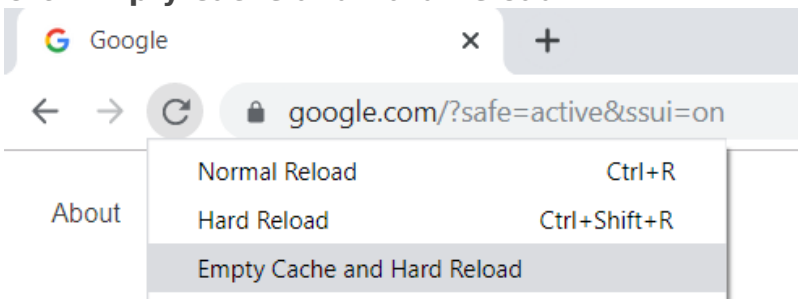 Google
google.com/?safe=active&ssui=on
Normal Reload Ctrl+R
About
Hard Reload Ctrl+Shift+R
Empty Cache and Hard Reload